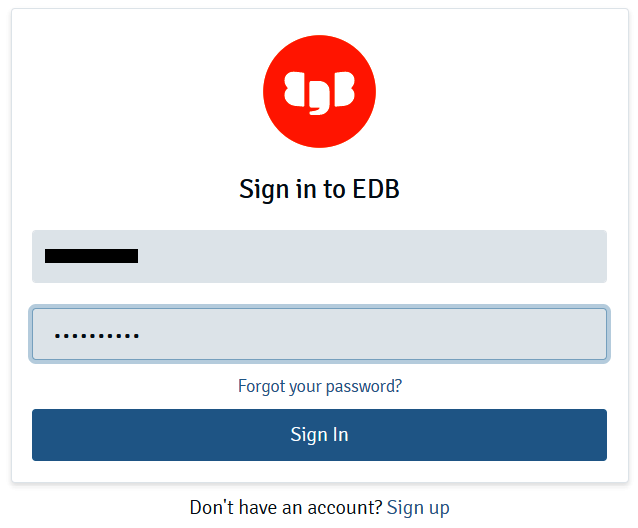 Sign in to EDB
••••••••••
Forgot your password?
Sign In
Don't have an account? Sign up